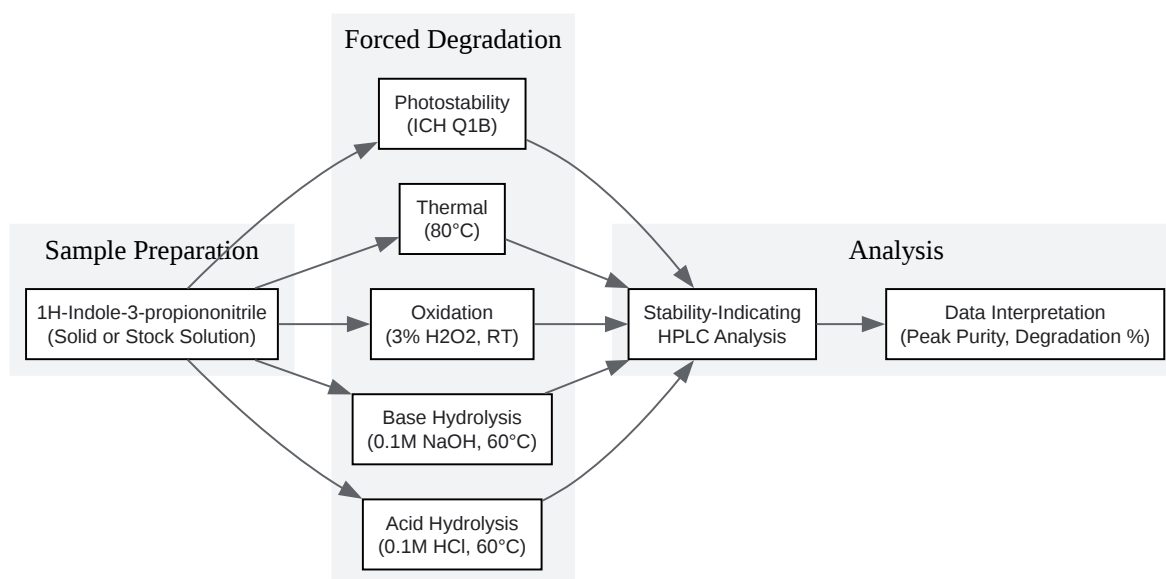 Forced Degradation
Photostability
(ICH Q1B)
Thermal
(80°C)
Sample Preparation
Analysis
1H-Indole-3-propiononitrile
(Solid or Stock Solution)
Oxidation
(3% H2O2, RT)
Stability-Indicating
HPLC Analysis
Data Interpretation
(Peak Purity, Degradation %)
Base Hydrolysis
(0.1M NaOH, 60°C)
Acid Hydrolysis
(0.1M HCl, 60°C)